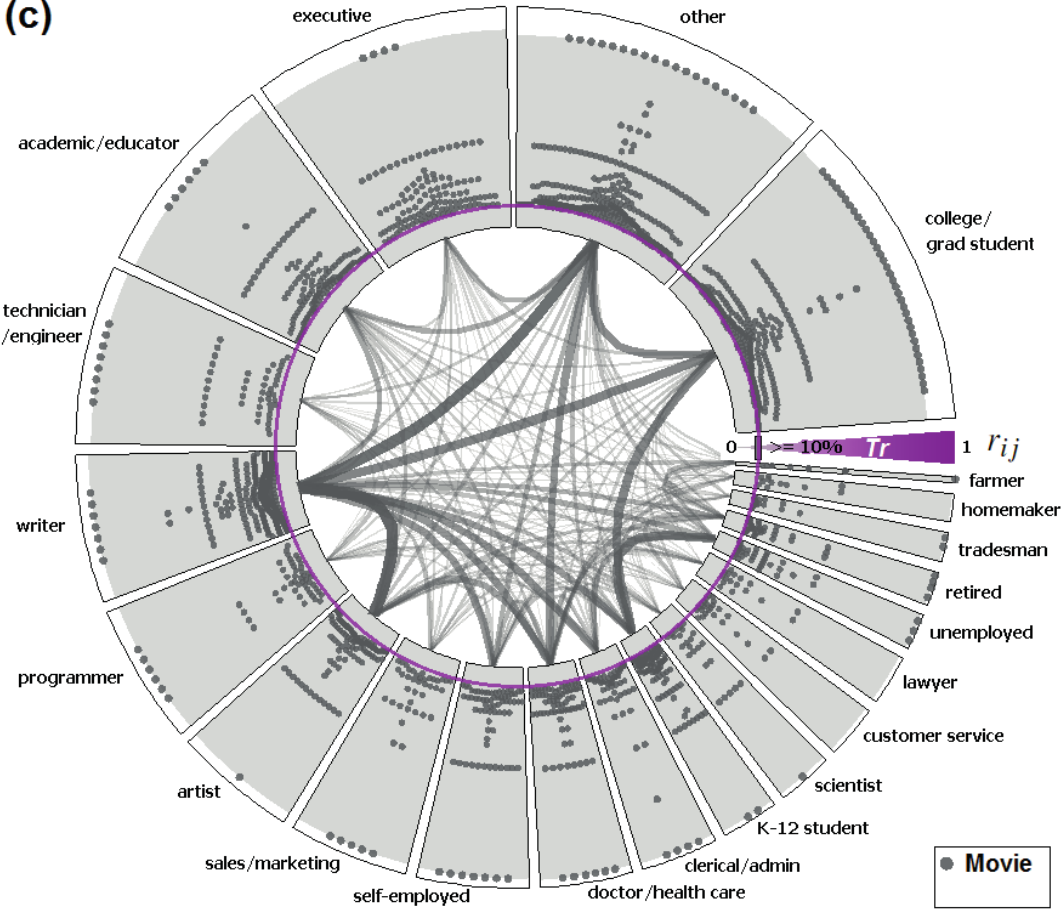 (c)
executive
other
academic/educator
college/
grad student
technician
/engineer
0 >= 10% Tr 1 rij
farmer
homemaker
writer
tradesman
retired
unemployed
programmer
lawyer
customer service
scientist
artist
K-12 student
sales/marketing
clerical/admin
self-employed
doctor/health care
Movie